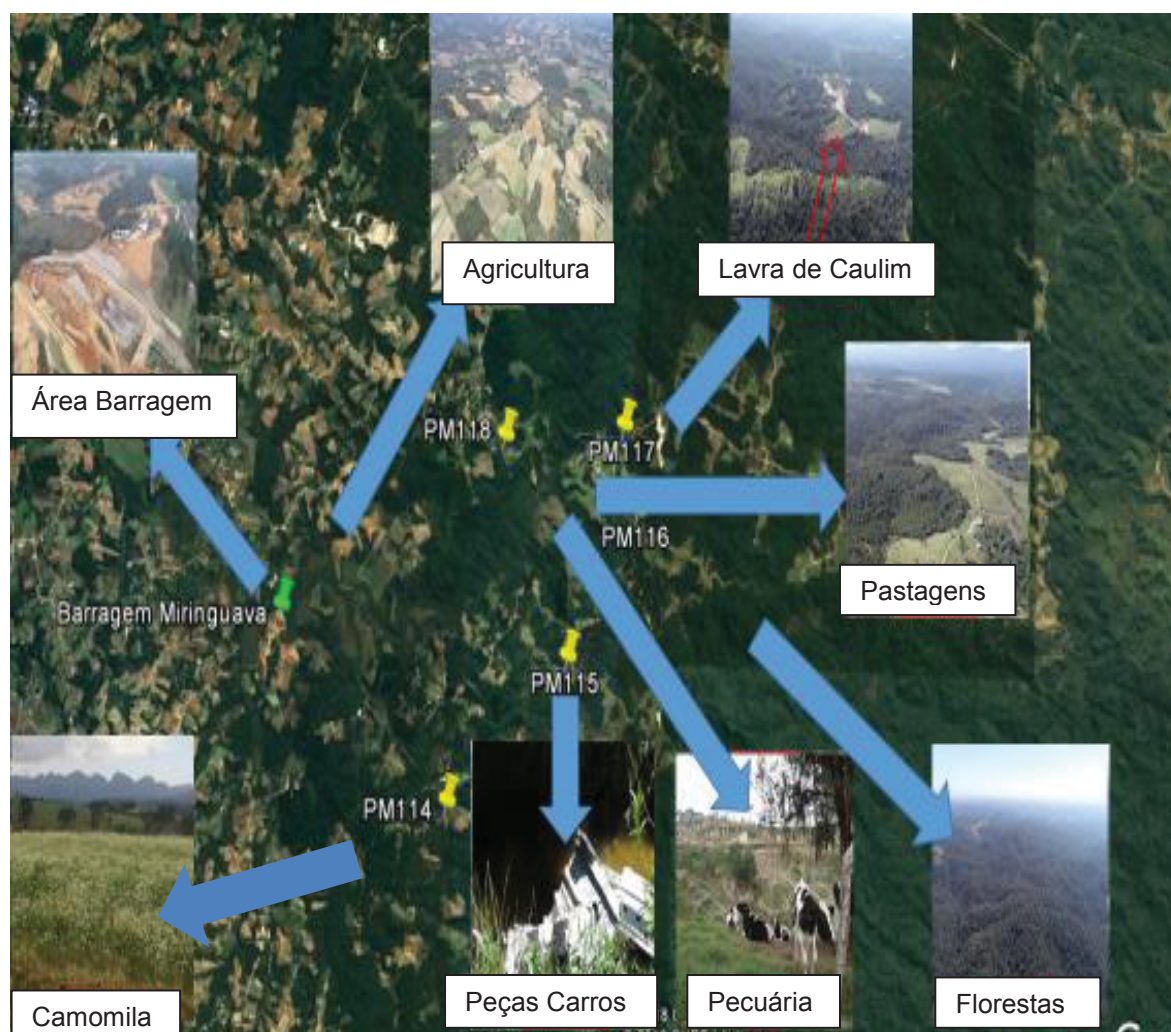 Agricultura
Lavra de Caulim
Área Barragem
PM118
PM117
PM116
Pastagens
Barragem Miringuava
PM115
PM114
Camomila
Peças Carros
Pecuária
Florestas